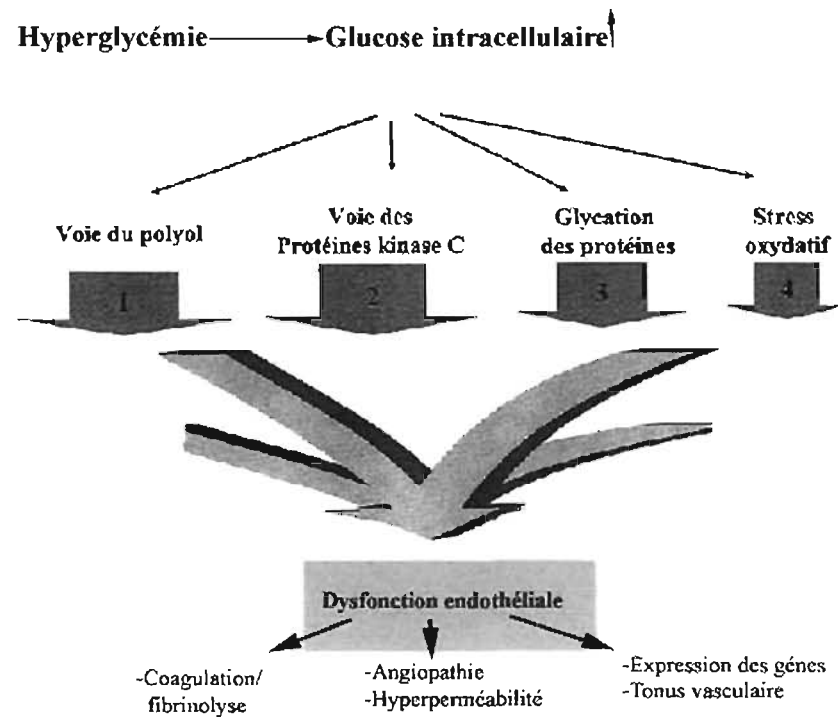 Hyperglycémie Glucose intracellulaire
Voie du polyol
Voie des
Protéines kinase C
Glycation
des protéines
Stress
oxydatif
1 2 3 4
Dysfonction endothéliale
-Coagulation/
fibrinolyse
-Angiopathie
-Hyperperméabilité
-Expression des génes
-Tonus vasculaire